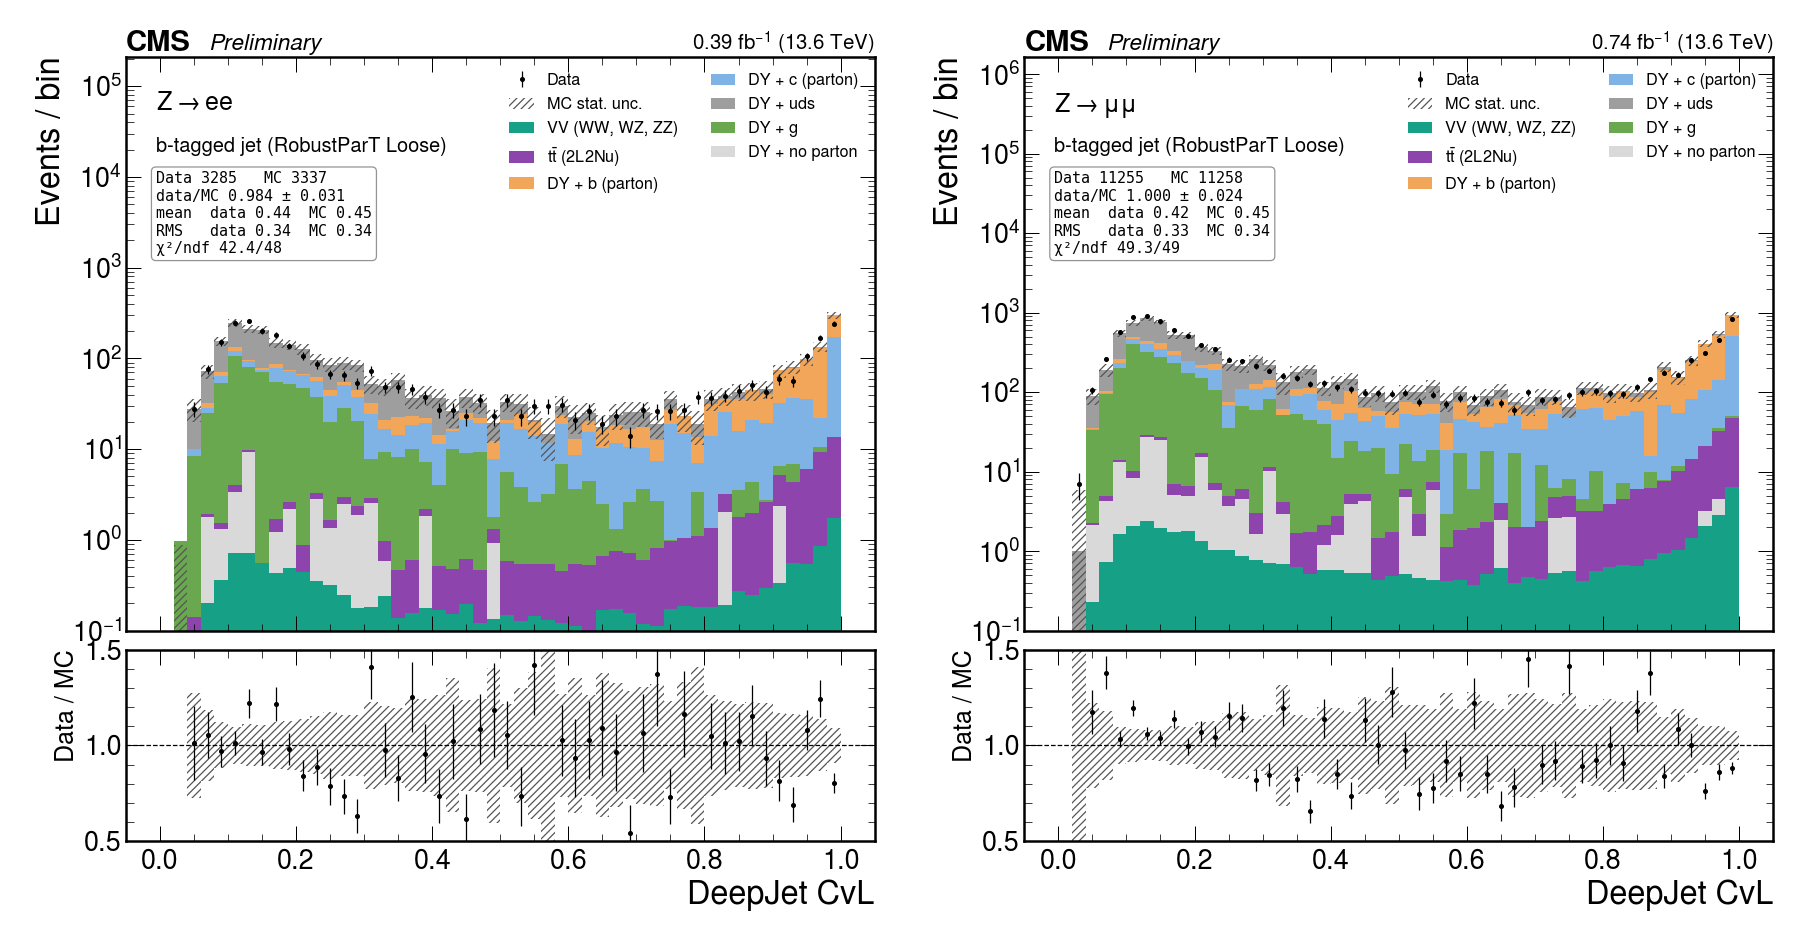 CMS Preliminary 0.39 fb⁻¹ (13.6 TeV)
Events / bin
10⁵
10⁴
10³
10²
10¹
10⁰
10⁻¹
Z → ee
b-tagged jet (RobustParT Loose)
Data 3285   MC 3337
data/MC 0.984 ± 0.031
mean  data 0.44  MC 0.45
RMS   data 0.34  MC 0.34
χ²/ndf 42.4/48
Data
MC stat. unc.
VV (WW, WZ, ZZ)
tt̄ (2L2Nu)
DY + b (parton)
DY + c (parton)
DY + uds
DY + g
DY + no parton
Data / MC
1.5
1.0
0.5
0.0 0.2 0.4 0.6 0.8 1.0
DeepJet CvL
CMS Preliminary 0.74 fb⁻¹ (13.6 TeV)
Events / bin
10⁶
10⁵
10⁴
10³
10²
10¹
10⁰
10⁻¹
Z → μμ
b-tagged jet (RobustParT Loose)
Data 11255   MC 11258
data/MC 1.000 ± 0.024
mean  data 0.42  MC 0.45
RMS   data 0.33  MC 0.34
χ²/ndf 49.3/49
Data
MC stat. unc.
VV (WW, WZ, ZZ)
tt̄ (2L2Nu)
DY + b (parton)
DY + c (parton)
DY + uds
DY + g
DY + no parton
Data / MC
1.5
1.0
0.5
0.0 0.2 0.4 0.6 0.8 1.0
DeepJet CvL